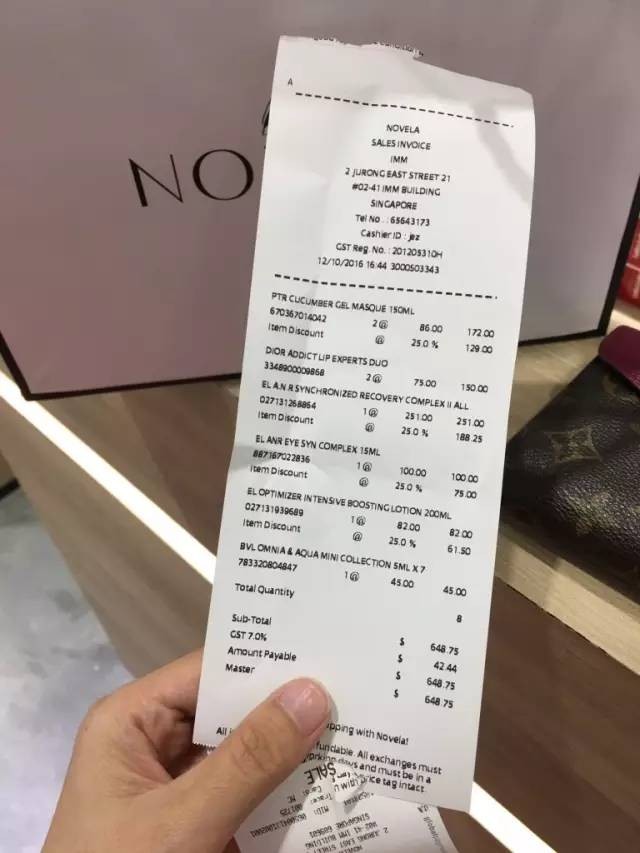 NO
A
NOVELA
SALES INVOICE
IMM
2 JURONG EAST STREET 21
#02-41 IMM BUILDING
SINGAPORE
Tel No. : 65643173
Cashier ID : jez
GST Reg. No. : 201205310H
12/10/2016 16:44 3000503343
PTR CUCUMBER GEL MASQUE 150ML
670367014042 2 @ 86.00 172.00
Item Discount @ 25.0 % 129.00
DIOR ADDICT LIP EXPERTS DUO
3348900009868 2 @ 75.00 150.00
EL A.N.R SYNCHRONIZED RECOVERY COMPLEX II ALL
027131268864 1 @ 251.00 251.00
Item Discount @ 25.0 % 188.25
EL ANR EYE SYN COMPLEX 15ML
887167022836 1 @ 100.00 100.00
Item Discount @ 25.0 % 75.00
EL OPTIMIZER INTENSIVE BOOSTING LOTION 200ML
027131939689 1 @ 82.00 82.00
Item Discount @ 25.0 % 61.50
BVL OMNIA & AQUA MINI COLLECTION 5ML X 7
783320804847 1 @ 45.00 45.00
Total Quantity 8
Sub-Total $ 648.75
GST 7.0% $ 42.44
Amount Payable $ 648.75
Master $ 648.75
pping with Novela!
All fundable. All exchanges must
days and must be in a
price tag intact.
SALE